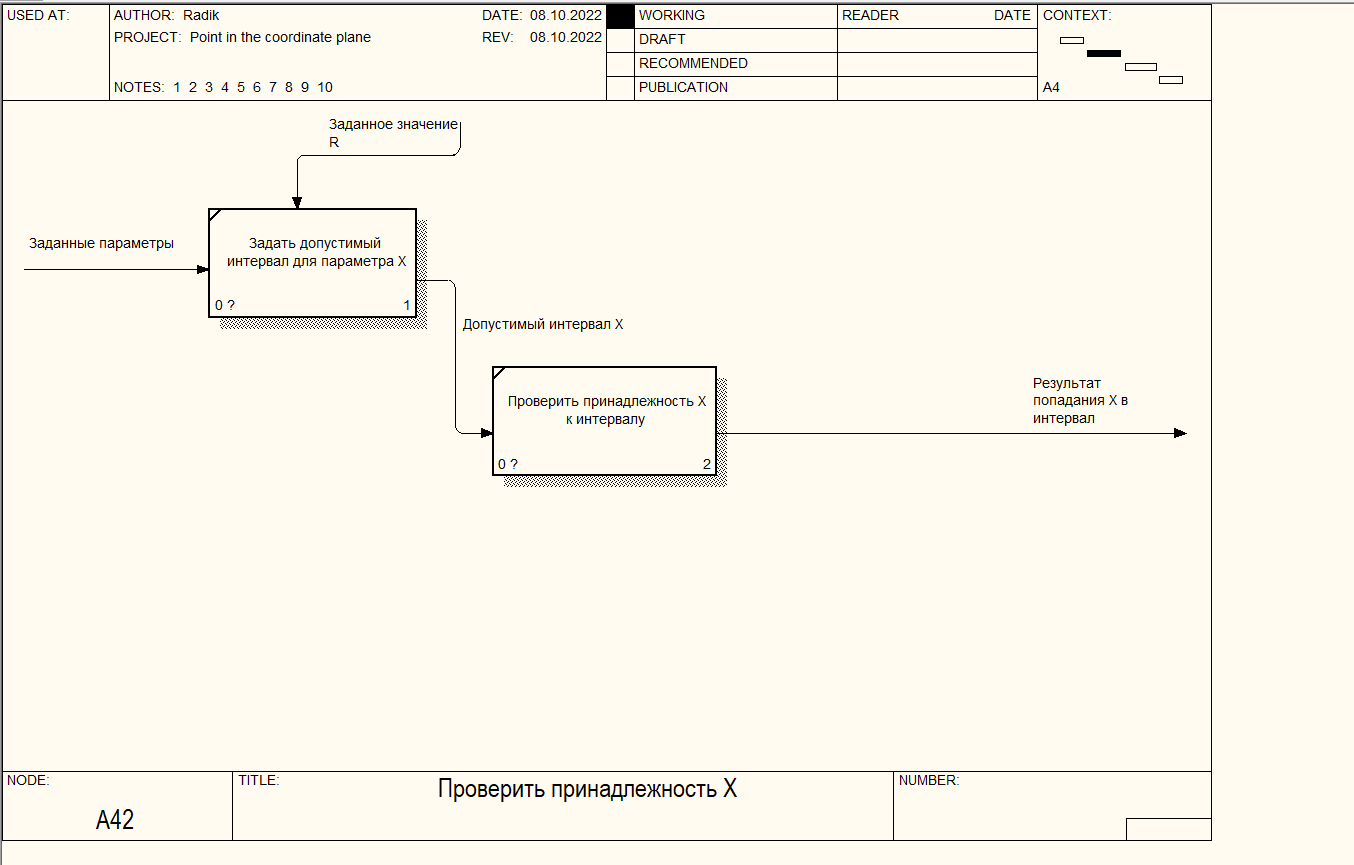 USED AT:
AUTHOR: Radik
DATE: 08.10.2022
PROJECT: Point in the coordinate plane
REV: 08.10.2022
NOTES: 1 2 3 4 5 6 7 8 9 10
WORKING
DRAFT
RECOMMENDED
PUBLICATION
READER DATE
CONTEXT:
A4
Заданное значение
R
Заданные параметры
Задать допустимый
интервал для параметра X
0 ? 1
Допустимый интервал X
Проверить принадлежность X
к интервалу
0 ? 2
Результат
попадания X в
интервал
NODE:
A42
TITLE:
Проверить принадлежность X
NUMBER: